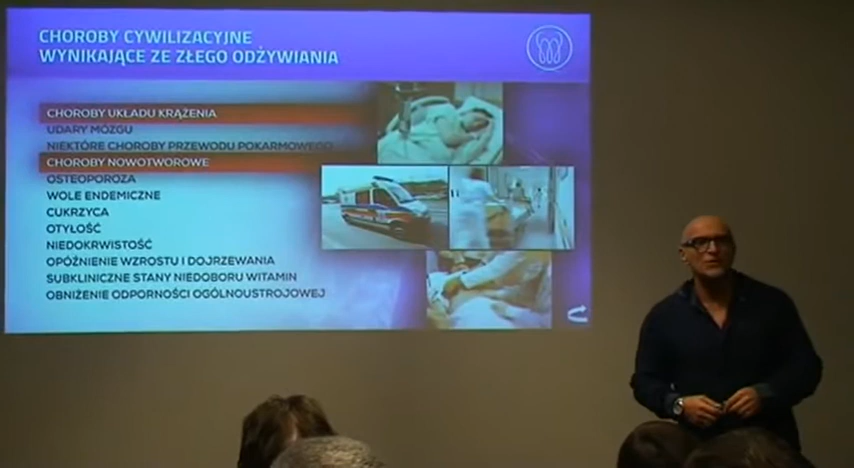 CHOROBY CYWILIZACYJNE
WYNIKAJĄCE ZE ZŁEGO ODŻYWIANIA
CHOROBY UKŁADU KRĄŻENIA
UDARY MÓZGU
NIEKTÓRE CHOROBY PRZEWODU POKARMOWEGO
CHOROBY NOWOTWOROWE
OSTEOPOROZA
WOLE ENDEMICZNE
CUKRZYCA
OTYŁOŚĆ
NIEDOKRWISTOŚĆ
OPÓŹNIENIE WZROSTU I DOJRZEWANIA
SUBKLINICZNE STANY NIEDOBORU WITAMIN
OBNIŻENIE ODPORNOŚCI OGÓLNOUSTROJOWEJ